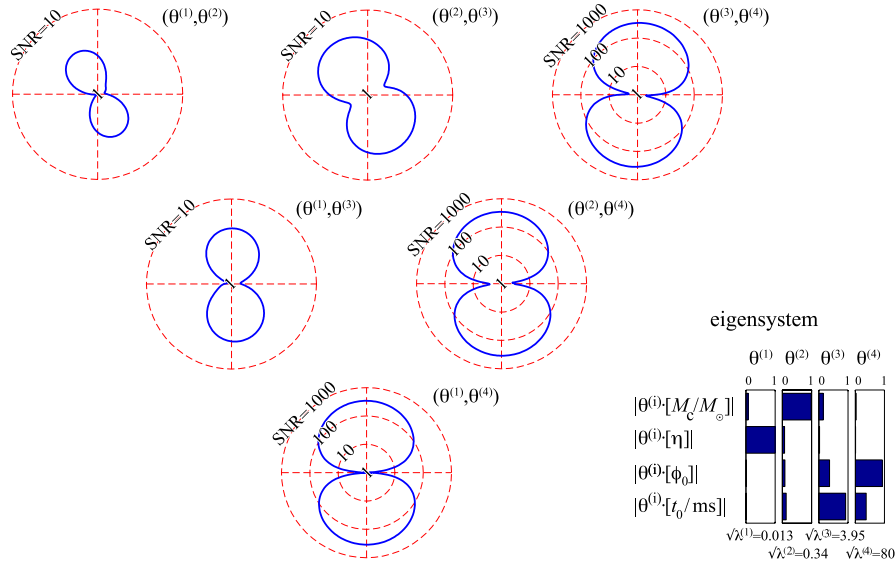 SNR=10 (θ⁽¹⁾,θ⁽²⁾)
1
SNR=10 (θ⁽²⁾,θ⁽³⁾)
1
SNR=1000 (θ⁽³⁾,θ⁽⁴⁾)
100
10
1
SNR=10 (θ⁽¹⁾,θ⁽³⁾)
1
SNR=1000 (θ⁽²⁾,θ⁽⁴⁾)
100
10
1
SNR=1000 (θ⁽¹⁾,θ⁽⁴⁾)
100
10
1
eigensystem
θ⁽¹⁾ θ⁽²⁾ θ⁽³⁾ θ⁽⁴⁾
0 1 0 1 0 1 0 1
|θ⁽ⁱ⁾·[M_c/M_⊙]|
|θ⁽ⁱ⁾·[η]|
|θ⁽ⁱ⁾·[ϕ₀]|
|θ⁽ⁱ⁾·[t₀/ms]|
√λ⁽¹⁾=0.013 √λ⁽³⁾=3.95
√λ⁽²⁾=0.34 √λ⁽⁴⁾=80